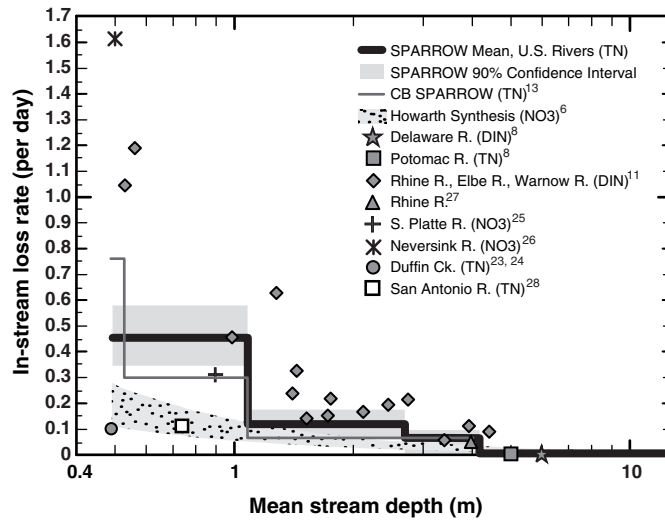 1.7
1.6
1.5
1.4
1.3
1.2
1.1
1.0
0.9
0.8
0.7
0.6
0.5
0.4
0.3
0.2
0.1
0
In-stream loss rate (per day)
SPARROW Mean, U.S. Rivers (TN)
SPARROW 90% Confidence Interval
CB SPARROW (TN)13
Howarth Synthesis (NO3)6
Delaware R. (DIN)8
Potomac R. (TN)8
Rhine R., Elbe R., Warnow R. (DIN)11
Rhine R.27
S. Platte R. (NO3)25
Neversink R. (NO3)26
Duffin Ck. (TN)23, 24
San Antonio R. (TN)28
0.4 1 10
Mean stream depth (m)